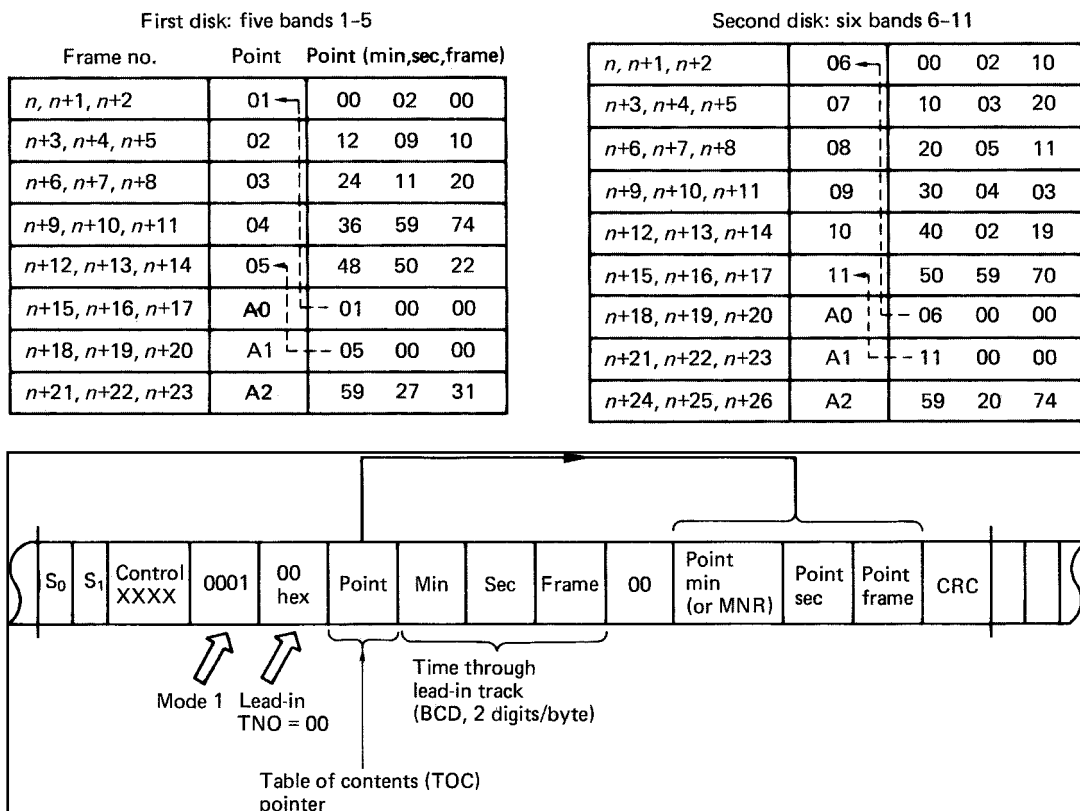 First disk: five bands 1–5
Frame no. Point Point (min,sec,frame)
n, n+1, n+2 01 00 02 00
n+3, n+4, n+5 02 12 09 10
n+6, n+7, n+8 03 24 11 20
n+9, n+10, n+11 04 36 59 74
n+12, n+13, n+14 05 48 50 22
n+15, n+16, n+17 A0 01 00 00
n+18, n+19, n+20 A1 05 00 00
n+21, n+22, n+23 A2 59 27 31
Second disk: six bands 6–11
n, n+1, n+2 06 00 02 10
n+3, n+4, n+5 07 10 03 20
n+6, n+7, n+8 08 20 05 11
n+9, n+10, n+11 09 30 04 03
n+12, n+13, n+14 10 40 02 19
n+15, n+16, n+17 11 50 59 70
n+18, n+19, n+20 A0 06 00 00
n+21, n+22, n+23 A1 11 00 00
n+24, n+25, n+26 A2 59 20 74
S0
S1
Control
XXXX
0001
00
hex
Point
Min
Sec
Frame
00
Point
min
(or MNR)
Point
sec
Point
frame
CRC
Mode 1
Lead-in
TNO = 00
Time through
lead-in track
(BCD, 2 digits/byte)
Table of contents (TOC)
pointer